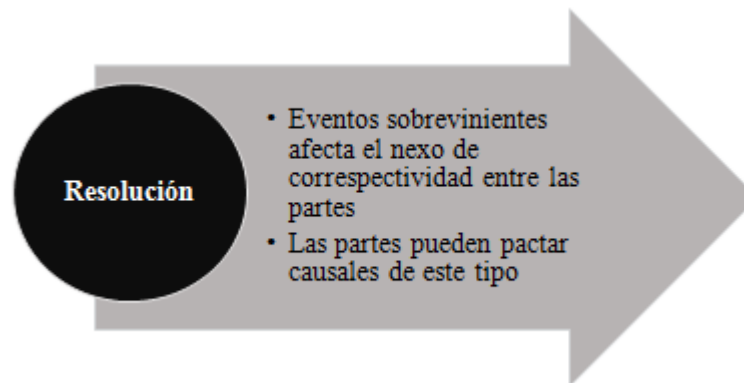 Resolución
• Eventos sobrevinientes
afecta el nexo de
correspectividad entre las
partes
• Las partes pueden pactar
causales de este tipo